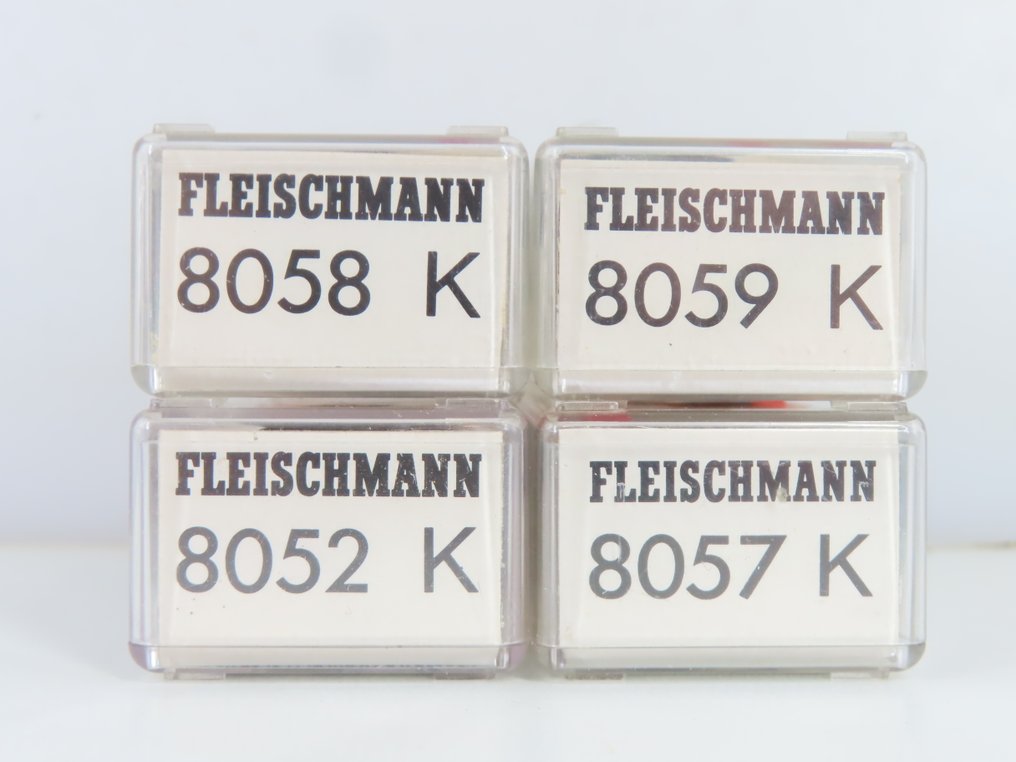 FLEISCHMANN
8058 K
FLEISCHMANN
8059 K
FLEISCHMANN
8052 K
FLEISCHMANN
8057 K